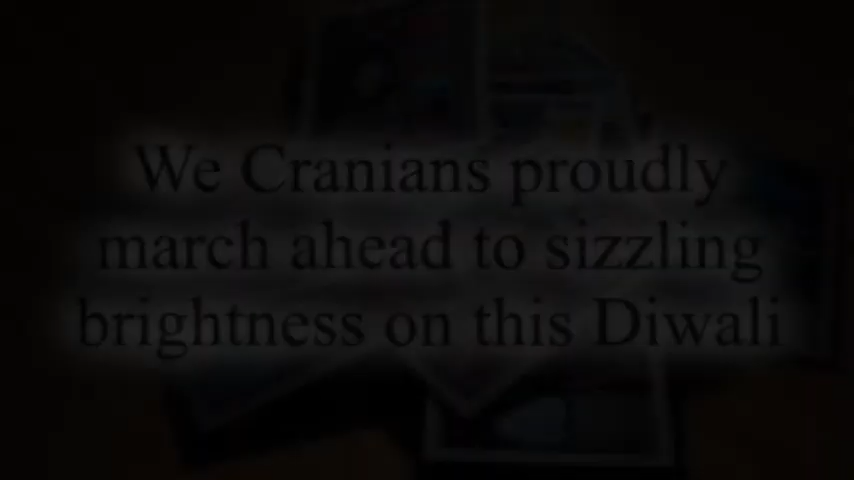 We Cranians proudly
march ahead to sizzling
brightness on this Diwali